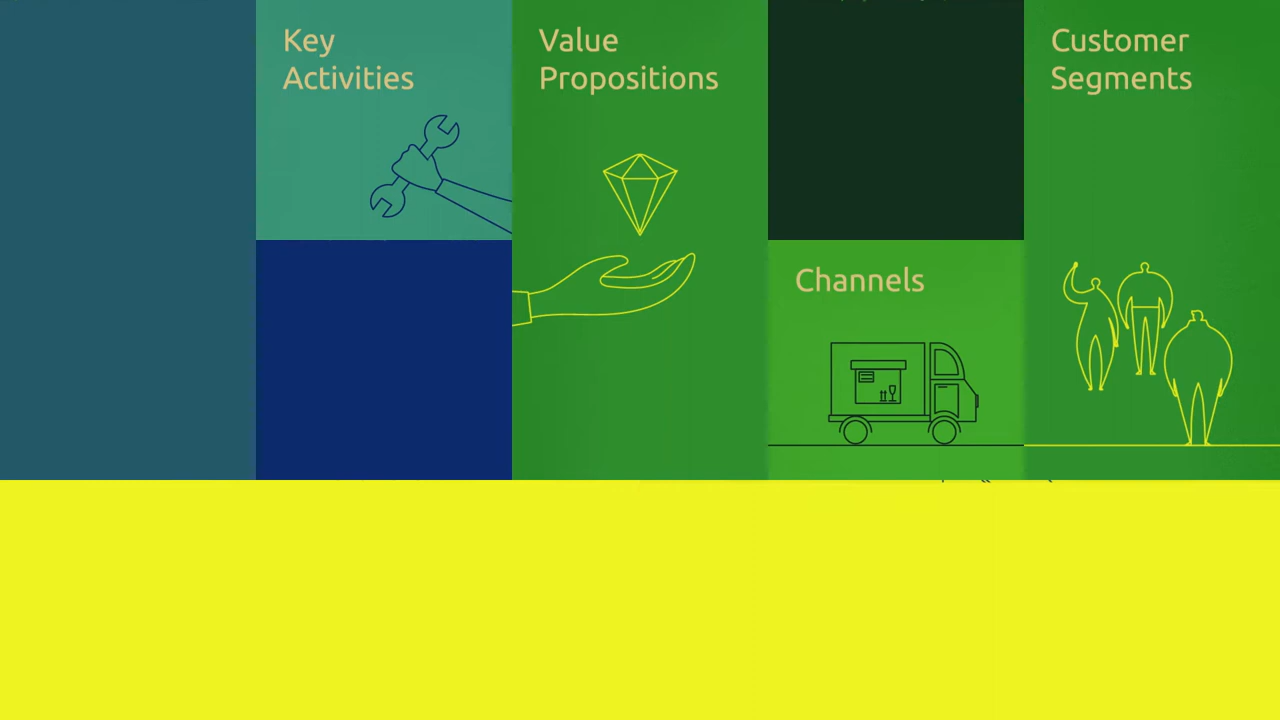 Key
Activities
Value
Propositions
Customer
Segments
Channels